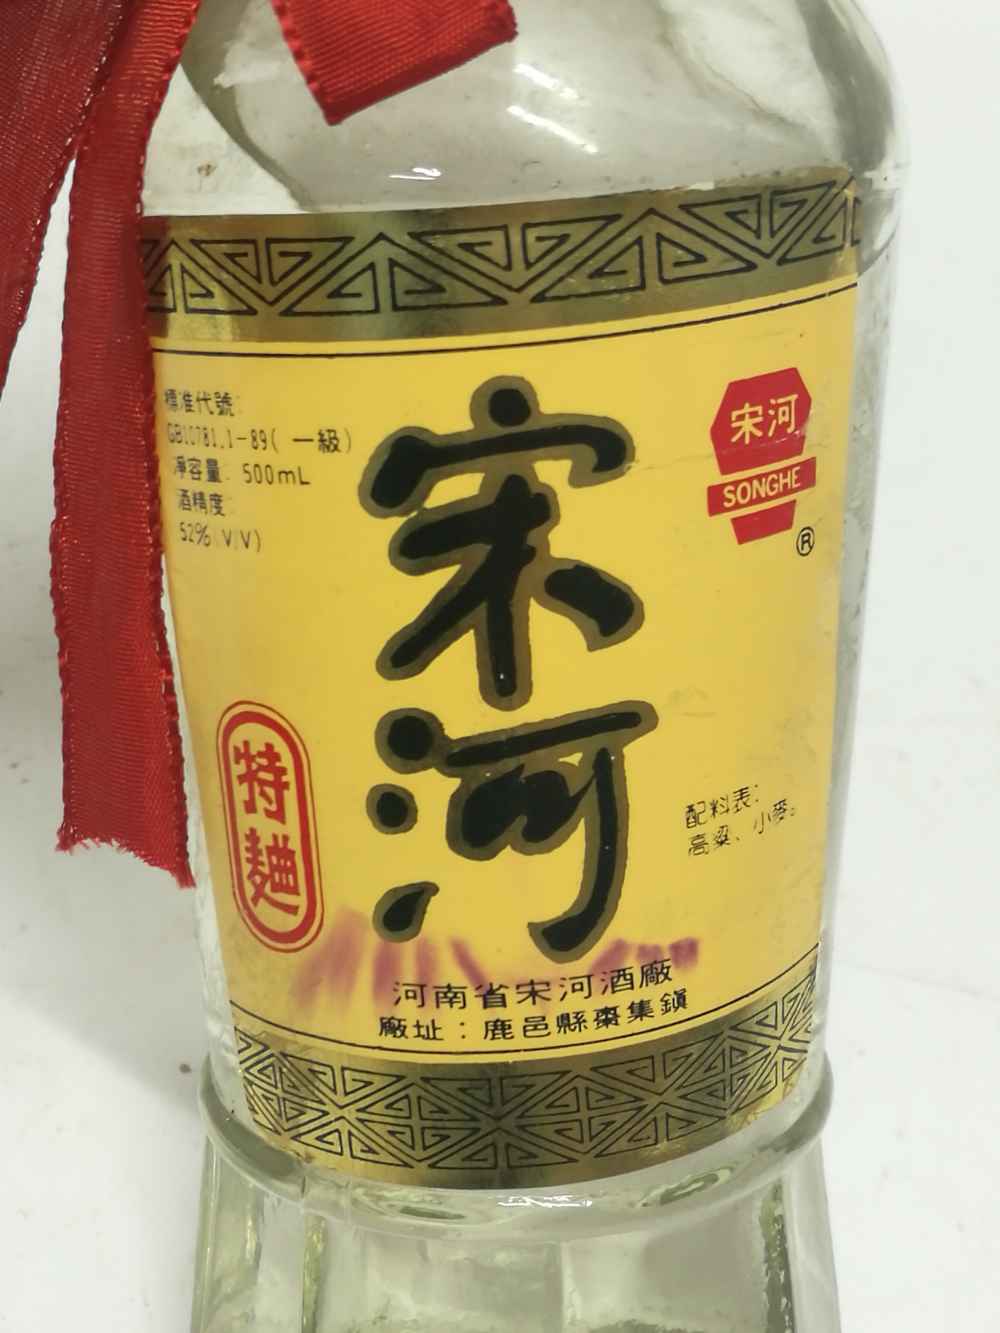 標准代號:
GB10781.1-89(一級)
淨容量: 500mL
酒精度:
52%(V/V)
宋河
宋河
SONGHE
®
特麯
配料表:
高粱、小麥。
河南省宋河酒廠
廠址:鹿邑縣棗集鎮